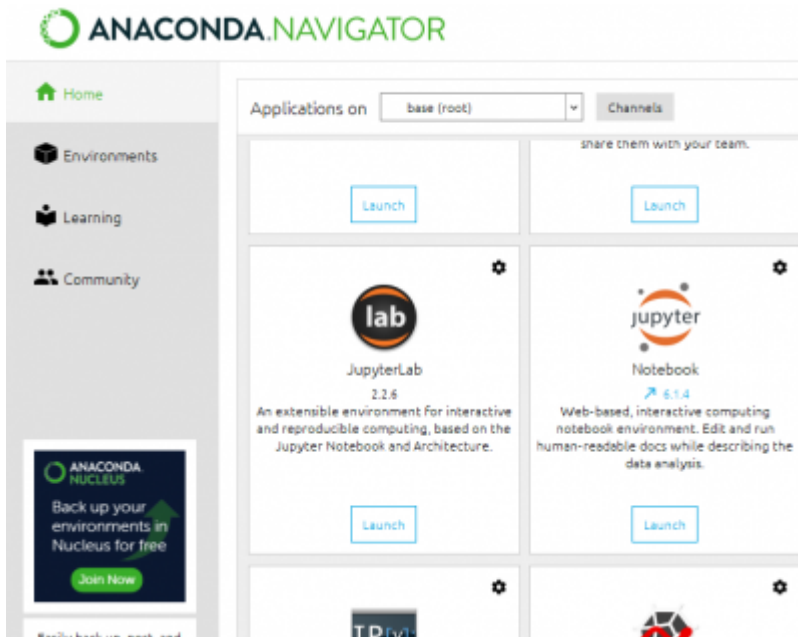 ANACONDA.NAVIGATOR
Home
Environments
Learning
Community
Applications on base (root) Channels
share them with your team.
Launch
Launch
lab
JupyterLab
2.2.6
An extensible environment for interactive
and reproducible computing, based on the
Jupyter Notebook and Architecture.
Launch
jupyter
Notebook
6.1.4
Web-based, interactive computing
notebook environment. Edit and run
human-readable docs while describing the
data analysis.
Launch
ANACONDA.
NUCLEUS
Back up your
environments in
Nucleus for free
Join Now